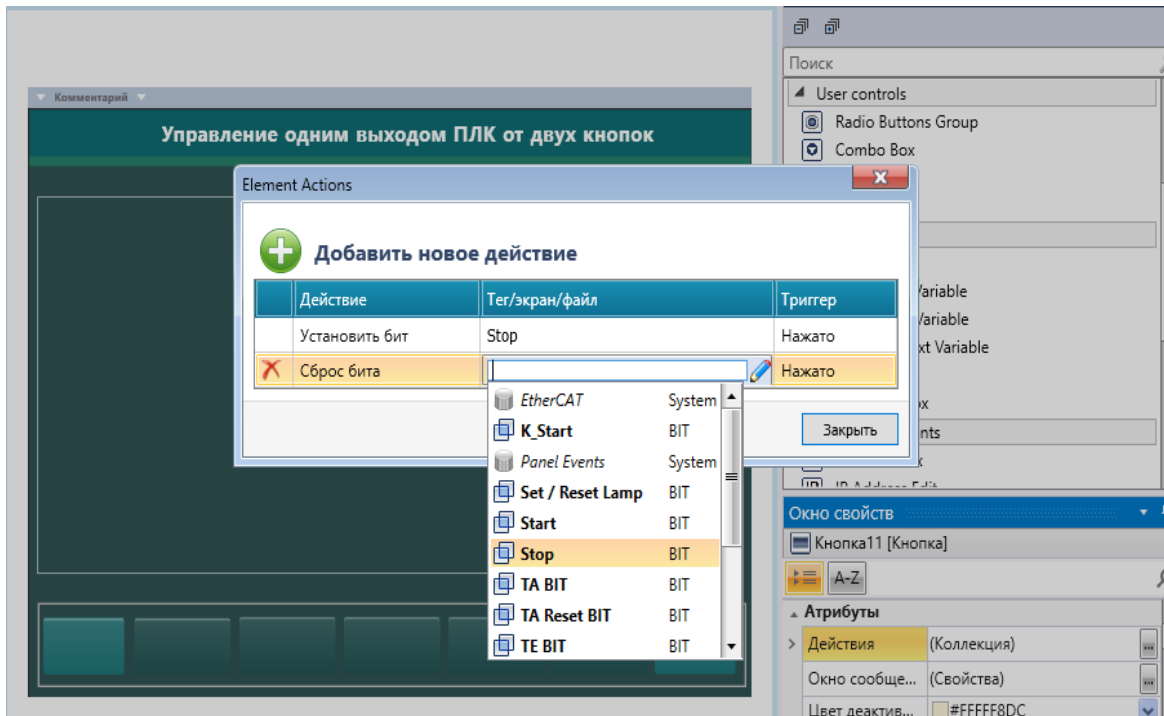 Поиск
User controls
Radio Buttons Group
Combo Box
Комментарий
Управление одним выходом ПЛК от двух кнопок
Element Actions
Добавить новое действие
Действие Тег/экран/файл Триггер
Установить бит Stop Нажато
Сброс бита Нажато
EtherCAT System
K_Start BIT
Panel Events System
Set / Reset Lamp BIT
Start BIT
Stop BIT
TA BIT BIT
TA Reset BIT BIT
TE BIT BIT
Закрыть
Variable
Variable
xt Variable
ox
nts
x
IP Address Edit
Окно свойств
Кнопка11 [Кнопка]
A-Z
Атрибуты
Действия (Коллекция) ...
Окно сообще... (Свойства) ...
Цвет деактив... #FFFFF8DC